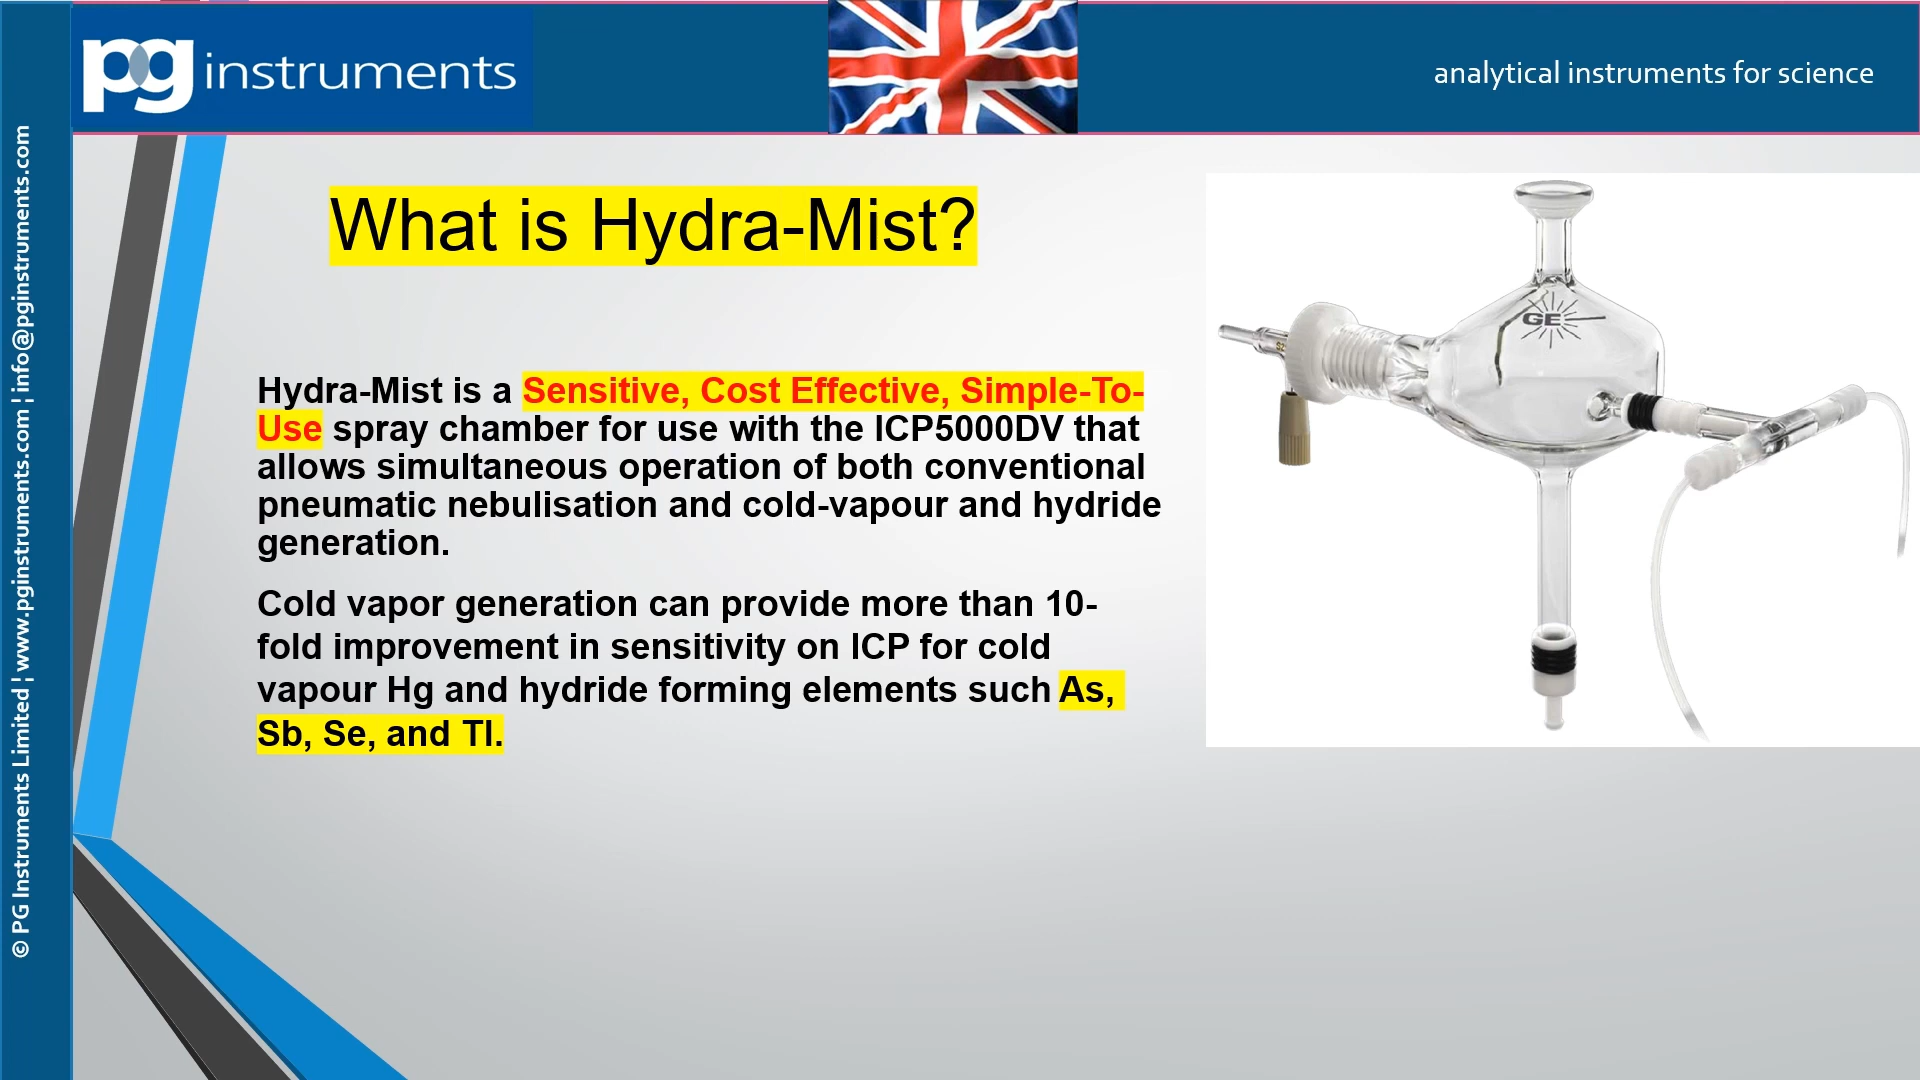 pg instruments
analytical instruments for science
© PG Instruments Limited ¦ www.pginstruments.com ¦ info@pginstruments.com
What is Hydra-Mist?
Hydra-Mist is a Sensitive, Cost Effective, Simple-To-
Use spray chamber for use with the ICP5000DV that
allows simultaneous operation of both conventional
pneumatic nebulisation and cold-vapour and hydride
generation.
Cold vapor generation can provide more than 10-
fold improvement in sensitivity on ICP for cold
vapour Hg and hydride forming elements such As,
Sb, Se, and Tl.
GE